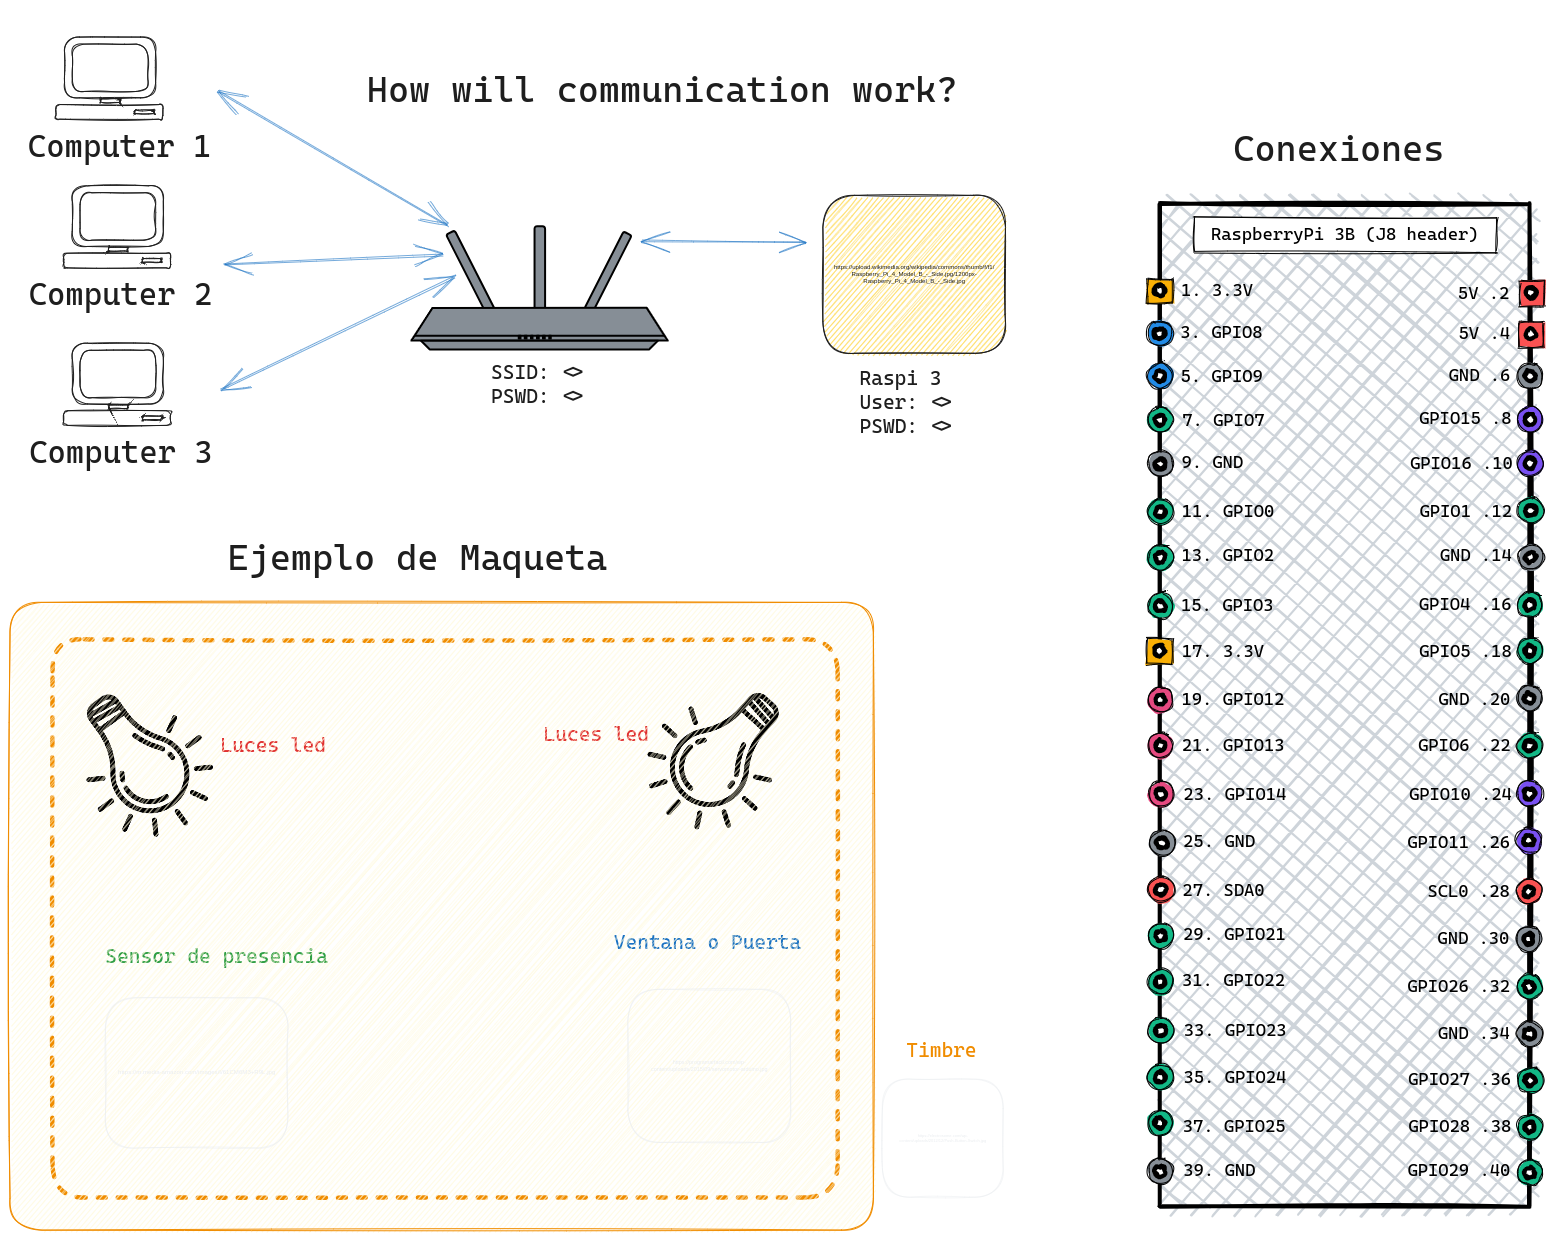 How will communication work?
Computer 1
Computer 2
Computer 3
SSID: <>
PSWD: <>
https://upload.wikimedia.org/wikipedia/commons/thumb/f/f1/
Raspberry_Pi_4_Model_B_-_Side.jpg/1200px-
Raspberry_Pi_4_Model_B_-_Side.jpg
Raspi 3
User: <>
PSWD: <>
Ejemplo de Maqueta
Luces led
Luces led
Sensor de presencia
Ventana o Puerta
Timbre
Conexiones
RaspberryPi 3B (J8 header)
1. 3.3V 5V .2
3. GPIO8 5V .4
5. GPIO9 GND .6
7. GPIO7 GPIO15 .8
9. GND GPIO16 .10
11. GPIO0 GPIO1 .12
13. GPIO2 GND .14
15. GPIO3 GPIO4 .16
17. 3.3V GPIO5 .18
19. GPIO12 GND .20
21. GPIO13 GPIO6 .22
23. GPIO14 GPIO10 .24
25. GND GPIO11 .26
27. SDA0 SCL0 .28
29. GPIO21 GND .30
31. GPIO22 GPIO26 .32
33. GPIO23 GND .34
35. GPIO24 GPIO27 .36
37. GPIO25 GPIO28 .38
39. GND GPIO29 .40